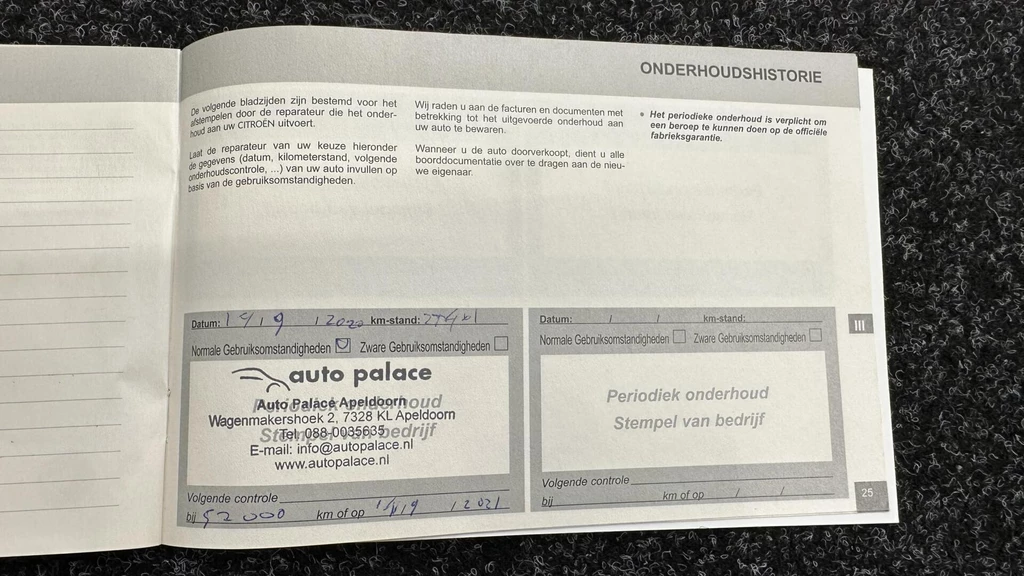 ONDERHOUDSHISTORIE
De volgende bladzijden zijn bestemd voor het
afstempelen door de reparateur die het onder-
houd aan uw CITROËN uitvoert.
Laat de reparateur van uw keuze hieronder
de gegevens (datum, kilometerstand, volgende
onderhoudscontrole, ...) van uw auto invullen op
basis van de gebruiksomstandigheden.
Wij raden u aan de facturen en documenten met
betrekking tot het uitgevoerde onderhoud aan
uw auto te bewaren.
Wanneer u de auto doorverkoopt, dient u alle
boorddocumentatie over te dragen aan de nieu-
we eigenaar.
• Het periodieke onderhoud is verplicht om
een beroep te kunnen doen op de officiële
fabrieksgarantie.
Datum: 14 / 9 / 2020 km-stand:
Normale Gebruiksomstandigheden Zware Gebruiksomstandigheden
auto palace
Periodiek onderhoud
Stempel van bedrijf
Auto Palace Apeldoorn
Wagenmakershoek 2, 7328 KL Apeldoorn
Tel. 088-0035635
E-mail: info@autopalace.nl
www.autopalace.nl
Volgende controle
bij 52000 km of op / 2021
Datum: / / km-stand:
Normale Gebruiksomstandigheden Zware Gebruiksomstandigheden
Periodiek onderhoud
Stempel van bedrijf
Volgende controle
bij km of op / /
III
25